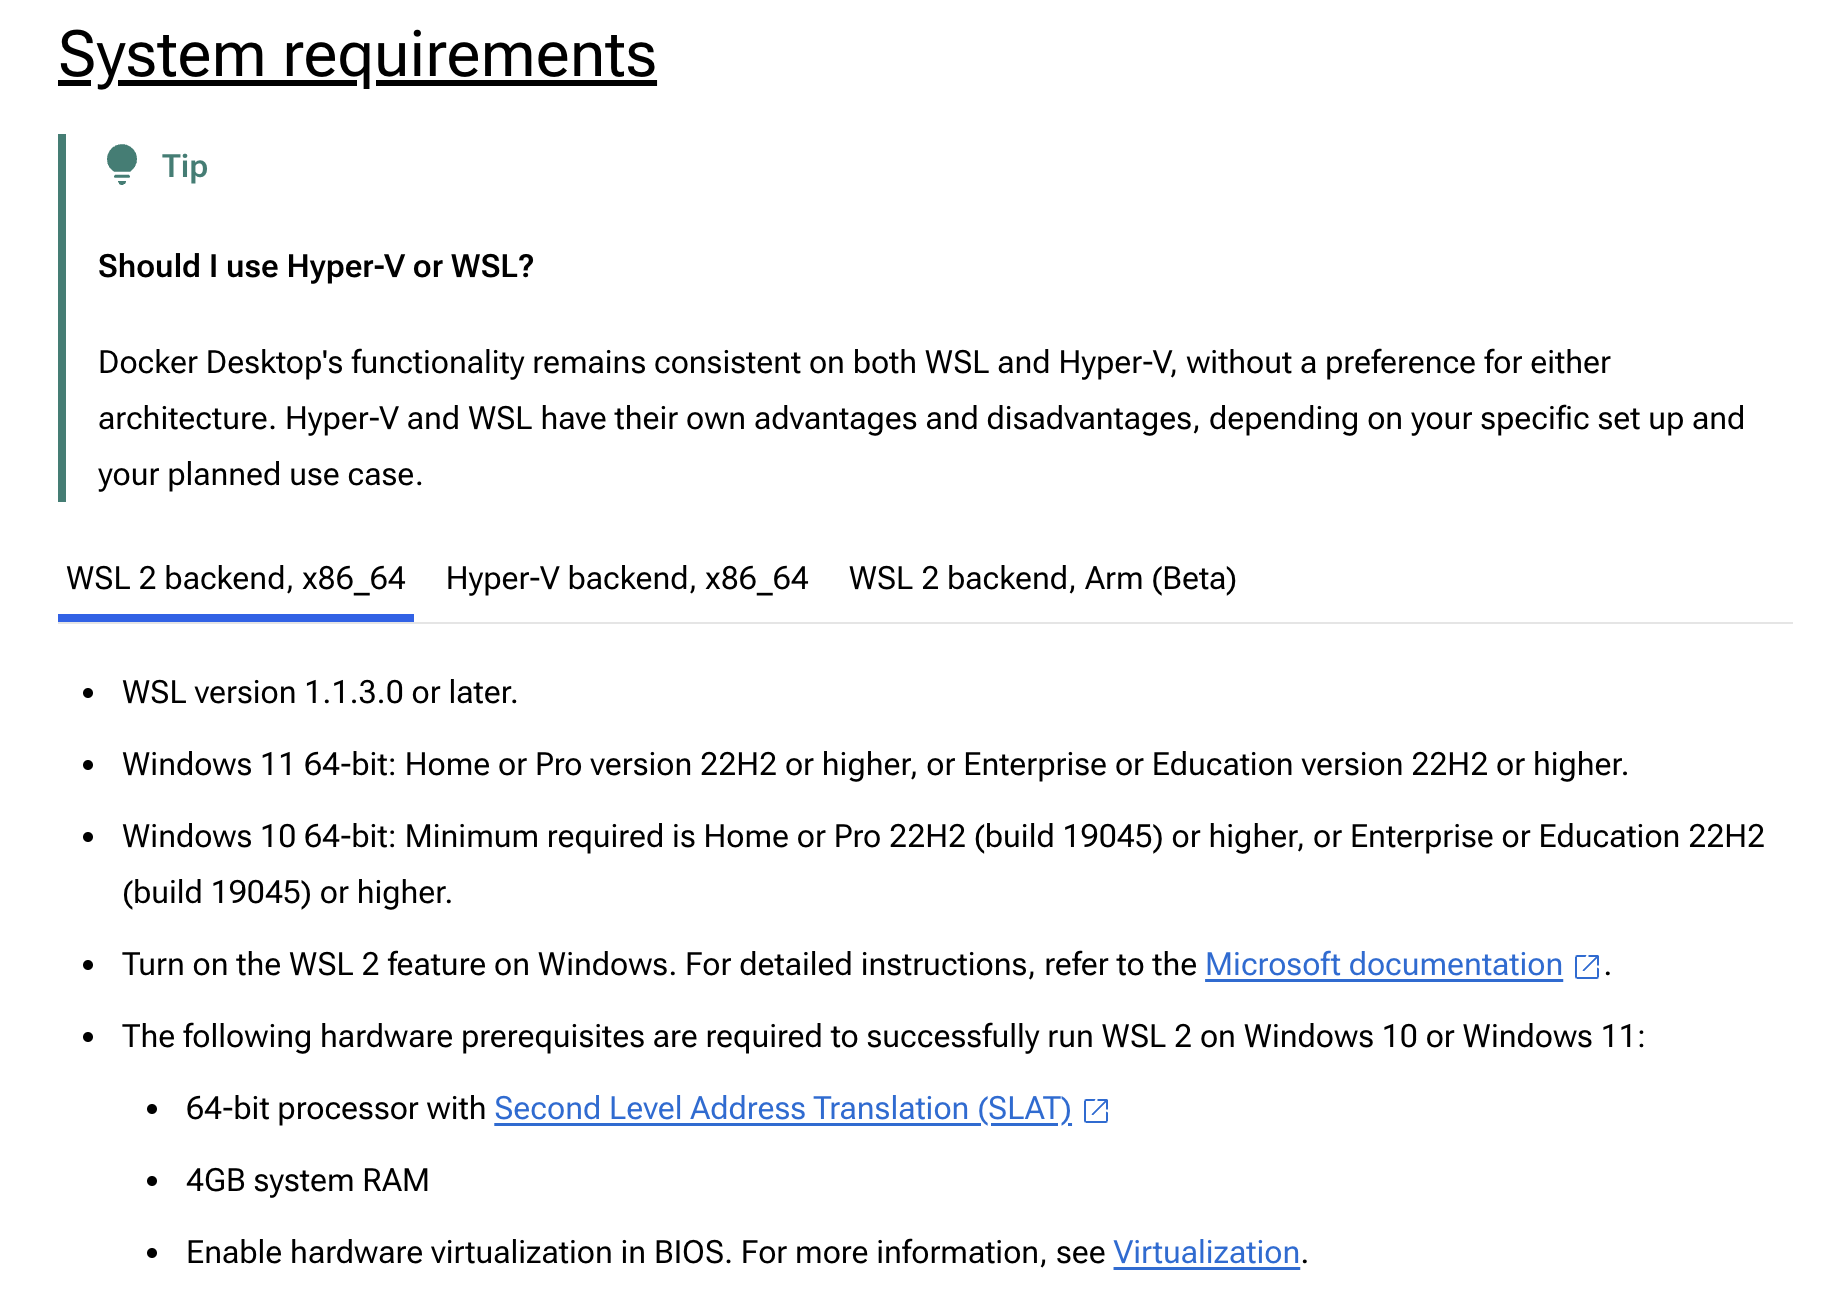 System requirements
Tip
Should I use Hyper-V or WSL?
Docker Desktop's functionality remains consistent on both WSL and Hyper-V, without a preference for either
architecture. Hyper-V and WSL have their own advantages and disadvantages, depending on your specific set up and
your planned use case.
WSL 2 backend, x86_64 Hyper-V backend, x86_64 WSL 2 backend, Arm (Beta)
• WSL version 1.1.3.0 or later.
• Windows 11 64-bit: Home or Pro version 22H2 or higher, or Enterprise or Education version 22H2 or higher.
• Windows 10 64-bit: Minimum required is Home or Pro 22H2 (build 19045) or higher, or Enterprise or Education 22H2
(build 19045) or higher.
• Turn on the WSL 2 feature on Windows. For detailed instructions, refer to the Microsoft documentation.
• The following hardware prerequisites are required to successfully run WSL 2 on Windows 10 or Windows 11:
• 64-bit processor with Second Level Address Translation (SLAT)
• 4GB system RAM
• Enable hardware virtualization in BIOS. For more information, see Virtualization.